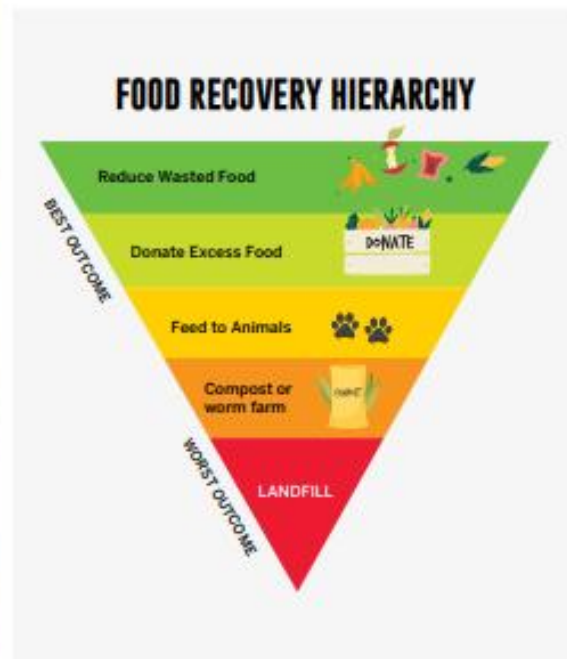 FOOD RECOVERY HIERARCHY
Reduce Wasted Food
BEST OUTCOME
Donate Excess Food
DONATE
Feed to Animals
Compost or
worm farm
WORST OUTCOME
LANDFILL